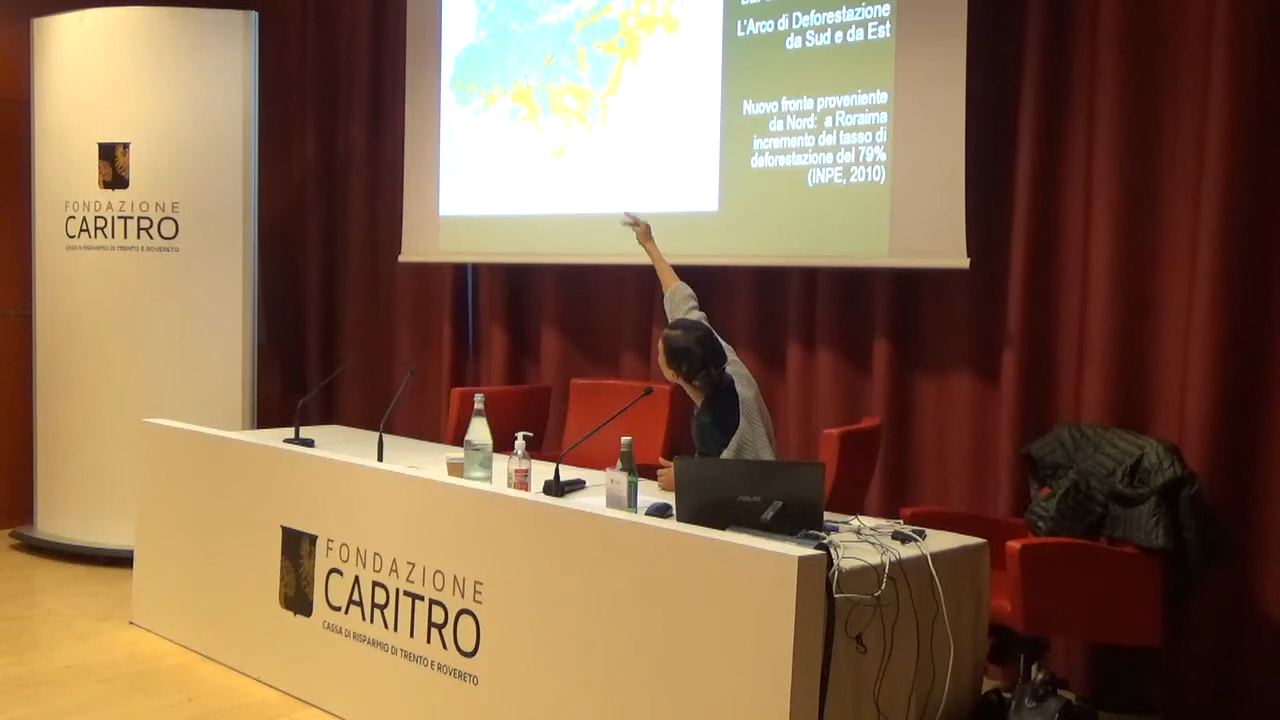 L'Arco di Deforestazione
da Sud e da Est
Nuovo fronte proveniente
da Nord: a Roraima
incremento del tasso di
deforestazione del 79%
(INPE, 2010)
FONDAZIONE
CARITRO
CASSA DI RISPARMIO DI TRENTO E ROVERETO
ASUS
FONDAZIONE
CARITRO
CASSA DI RISPARMIO DI TRENTO E ROVERETO